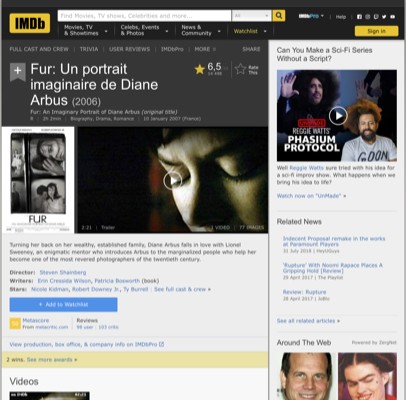 IMDb
Find Movies, TV shows, Celebrities and more...
All
IMDbPro
Help
Movies, TV & Showtimes
Celebs, Events & Photos
News & Community
Watchlist
Sign in
FULL CAST AND CREW | TRIVIA | USER REVIEWS | IMDbPro | MORE
SHARE
Fur: Un portrait imaginaire de Diane Arbus (2006)
6,5
Rate This
Fur: An Imaginary Portrait of Diane Arbus (original title)
R | 2h 2min | Biography, Drama, Romance | 10 January 2007 (France)
FUR
2:21 | Trailer
1 VIDEO | 77 IMAGES
Turning her back on her wealthy, established family, Diane Arbus falls in love with Lionel
Sweeney, an enigmatic mentor who introduces Arbus to the marginalized people who help her
become one of the most revered photographers of the twentieth century.
Director: Steven Shainberg
Writers: Erin Cressida Wilson, Patricia Bosworth (book)
Stars: Nicole Kidman, Robert Downey Jr., Ty Burrell | See full cast & crew »
+ Add to Watchlist
Metascore
From metacritic.com
Reviews
98 user | 103 critic
View production, box office, & company info on IMDbPro
2 wins. See more awards »
Videos
Can You Make a Sci-Fi Series
Without a Script?
REGGIE WATTS'
PHASIUM
PROTOCOL
Well Reggie Watts sure tried with his idea for
a sci-fi improv show. What happens when we
bring his idea to life?
Watch now on "UnMade" »
Related News
Indecent Proposal remake in the works
at Paramount Players
31 July 2018 | HeyUGuys
'Rupture' With Noomi Rapace Places A
Gripping Hold [Review]
29 April 2017 | The Playlist
Review: Rupture
28 April 2017 | JoBlo
See all related articles »
Around The Web
Powered by ZergNet